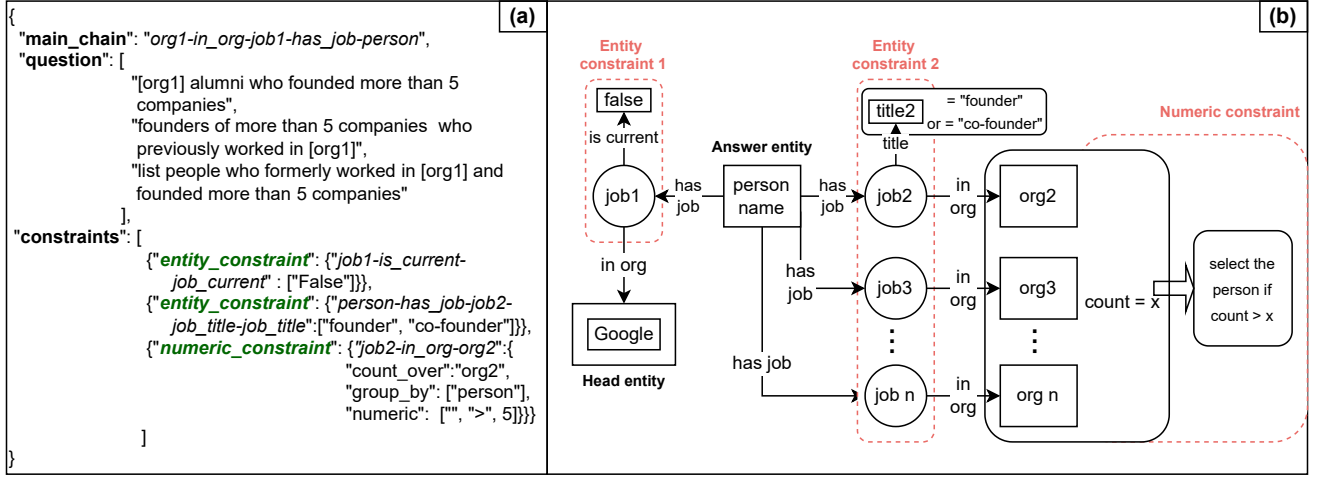 (a)
{
"main_chain": "org1-in_org-job1-has_job-person",
"question": [
"[org1] alumni who founded more than 5
companies",
"founders of more than 5 companies who
previously worked in [org1]",
"list people who formerly worked in [org1] and
founded more than 5 companies"
],
"constraints": [
{"entity_constraint": {"job1-is_current-
job_current" : ["False"]}},
{"entity_constraint": {"person-has_job-job2-
job_title-job_title":["founder", "co-founder"]}},
{"numeric_constraint": {"job2-in_org-org2":{
"count_over":"org2",
"group_by": ["person"],
"numeric": ["", ">", 5]}}}
]
}
(b)
Entity
constraint 1
false
is current
job1
in org
Google
Head entity
has
job
Answer entity
person
name
has
job
has
job
has job
Entity
constraint 2
title2
= "founder"
or = "co-founder"
title
job2
job3
job n
in
org
in
org
in
org
org2
org3
org n
Numeric constraint
count = x
select the
person if
count > x